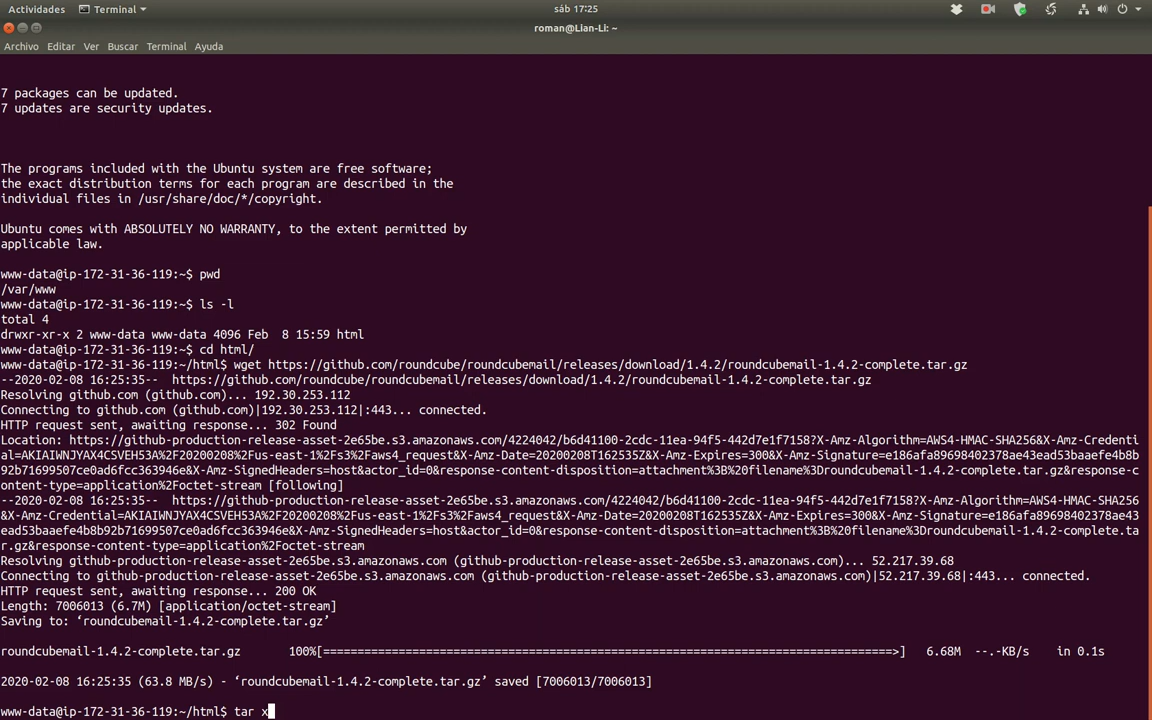 Actividades Terminal sáb 17:25
roman@Lian-Li: ~
Archivo Editar Ver Buscar Terminal Ayuda
7 packages can be updated.
7 updates are security updates.
The programs included with the Ubuntu system are free software;
the exact distribution terms for each program are described in the
individual files in /usr/share/doc/*/copyright.
Ubuntu comes with ABSOLUTELY NO WARRANTY, to the extent permitted by
applicable law.
www-data@ip-172-31-36-119:~$ pwd
/var/www
www-data@ip-172-31-36-119:~$ ls -l
total 4
drwxr-xr-x 2 www-data www-data 4096 Feb  8 15:59 html
www-data@ip-172-31-36-119:~$ cd html/
www-data@ip-172-31-36-119:~/html$ wget https://github.com/roundcube/roundcubemail/releases/download/1.4.2/roundcubemail-1.4.2-complete.tar.gz
--2020-02-08 16:25:35--  https://github.com/roundcube/roundcubemail/releases/download/1.4.2/roundcubemail-1.4.2-complete.tar.gz
Resolving github.com (github.com)... 192.30.253.112
Connecting to github.com (github.com)|192.30.253.112|:443... connected.
HTTP request sent, awaiting response... 302 Found
Location: https://github-production-release-asset-2e65be.s3.amazonaws.com/4224042/b6d41100-2cdc-11ea-94f5-442d7e1f7158?X-Amz-Algorithm=AWS4-HMAC-SHA256&X-Amz-Credenti
al=AKIAIWNJYAX4CSVEH53A%2F20200208%2Fus-east-1%2Fs3%2Faws4_request&X-Amz-Date=20200208T162535Z&X-Amz-Expires=300&X-Amz-Signature=e186afa89698402378ae43ead53baaefe4b8b
92b71699507ce0ad6fcc363946e&X-Amz-SignedHeaders=host&actor_id=0&response-content-disposition=attachment%3B%20filename%3Droundcubemail-1.4.2-complete.tar.gz&response-c
ontent-type=application%2Foctet-stream [following]
--2020-02-08 16:25:35--  https://github-production-release-asset-2e65be.s3.amazonaws.com/4224042/b6d41100-2cdc-11ea-94f5-442d7e1f7158?X-Amz-Algorithm=AWS4-HMAC-SHA256
&X-Amz-Credential=AKIAIWNJYAX4CSVEH53A%2F20200208%2Fus-east-1%2Fs3%2Faws4_request&X-Amz-Date=20200208T162535Z&X-Amz-Expires=300&X-Amz-Signature=e186afa89698402378ae43
ead53baaefe4b8b92b71699507ce0ad6fcc363946e&X-Amz-SignedHeaders=host&actor_id=0&response-content-disposition=attachment%3B%20filename%3Droundcubemail-1.4.2-complete.ta
r.gz&response-content-type=application%2Foctet-stream
Resolving github-production-release-asset-2e65be.s3.amazonaws.com (github-production-release-asset-2e65be.s3.amazonaws.com)... 52.217.39.68
Connecting to github-production-release-asset-2e65be.s3.amazonaws.com (github-production-release-asset-2e65be.s3.amazonaws.com)|52.217.39.68|:443... connected.
HTTP request sent, awaiting response... 200 OK
Length: 7006013 (6.7M) [application/octet-stream]
Saving to: ‘roundcubemail-1.4.2-complete.tar.gz’
roundcubemail-1.4.2-complete.tar.gz 100%[===================================================================================>] 6.68M --.-KB/s in 0.1s
2020-02-08 16:25:35 (63.8 MB/s) - ‘roundcubemail-1.4.2-complete.tar.gz’ saved [7006013/7006013]
www-data@ip-172-31-36-119:~/html$ tar x